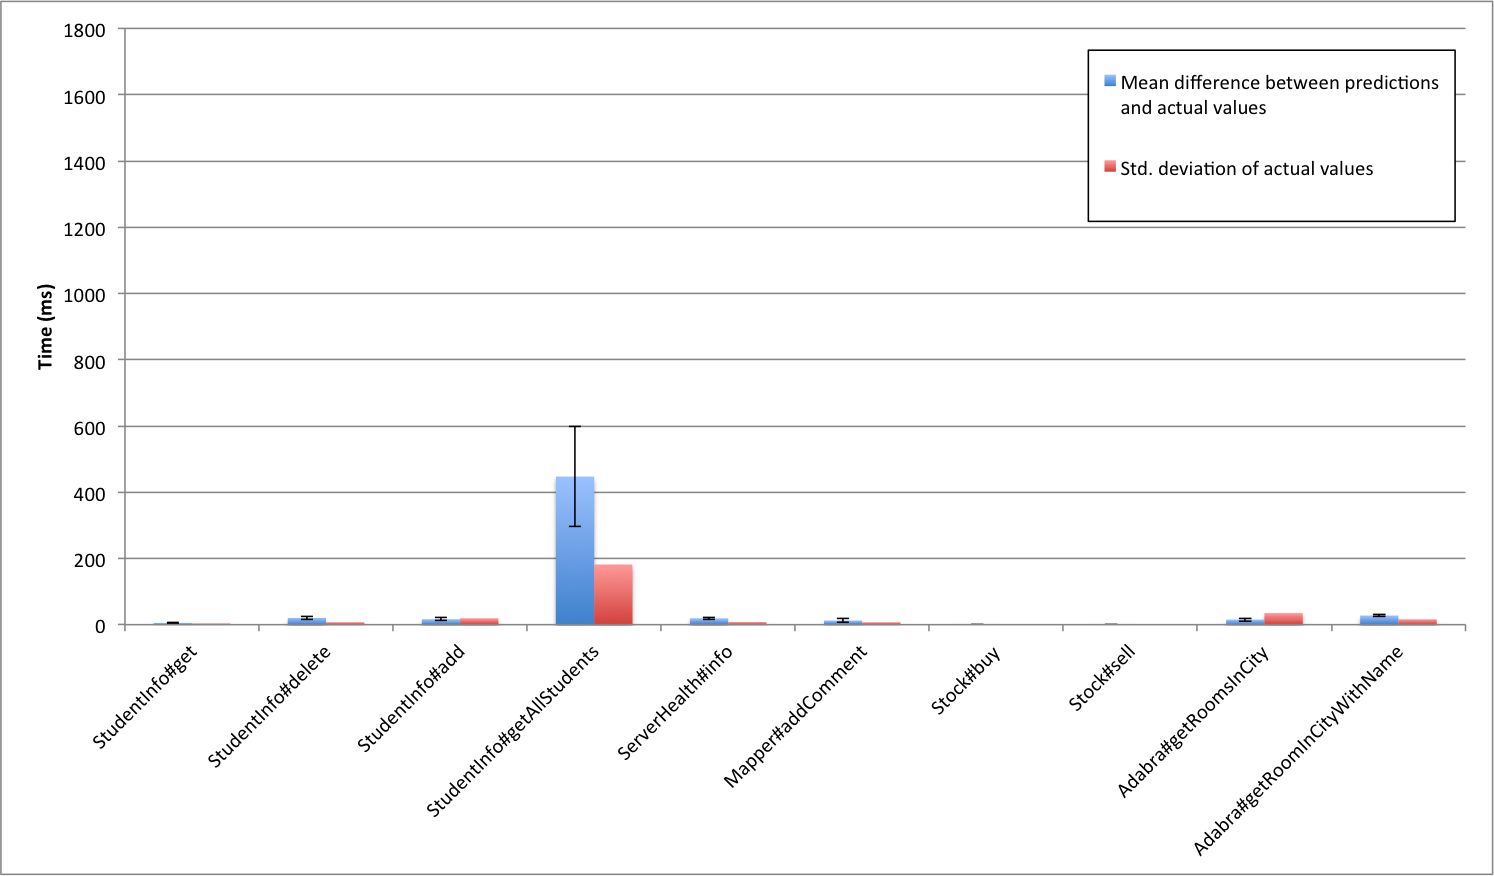 1800
1600
1400
1200
1000
800
600
400
200
0
Time (ms)
Mean difference between predictions
and actual values
Std. deviation of actual values
StudentInfo#get
StudentInfo#delete
StudentInfo#add
StudentInfo#getAllStudents
ServerHealth#info
Mapper#addComment
Stock#buy
Stock#sell
Adabra#getRoomsInCity
Adabra#getRoomInCityWithName